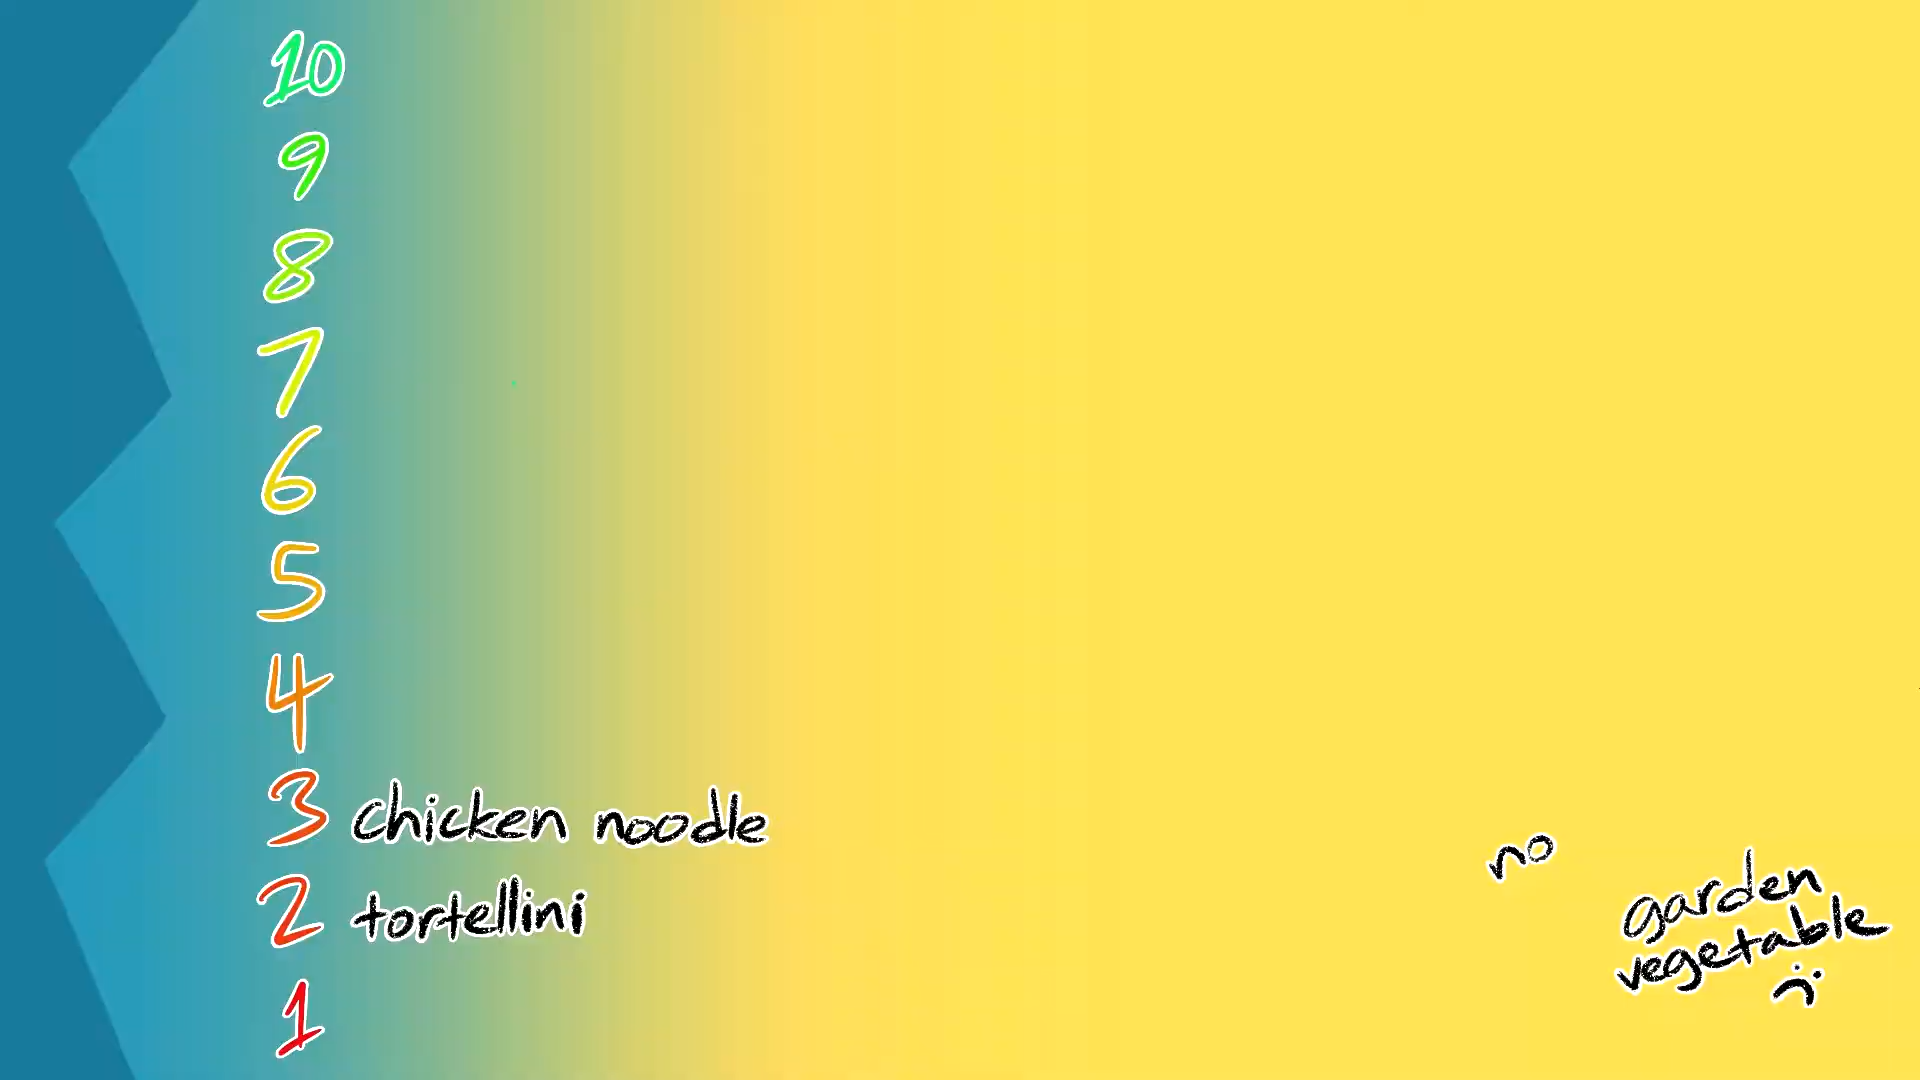 10
9
8
7
6
5
4
3 chicken noodle
2 tortellini
1
no
garden
vegetable
:(